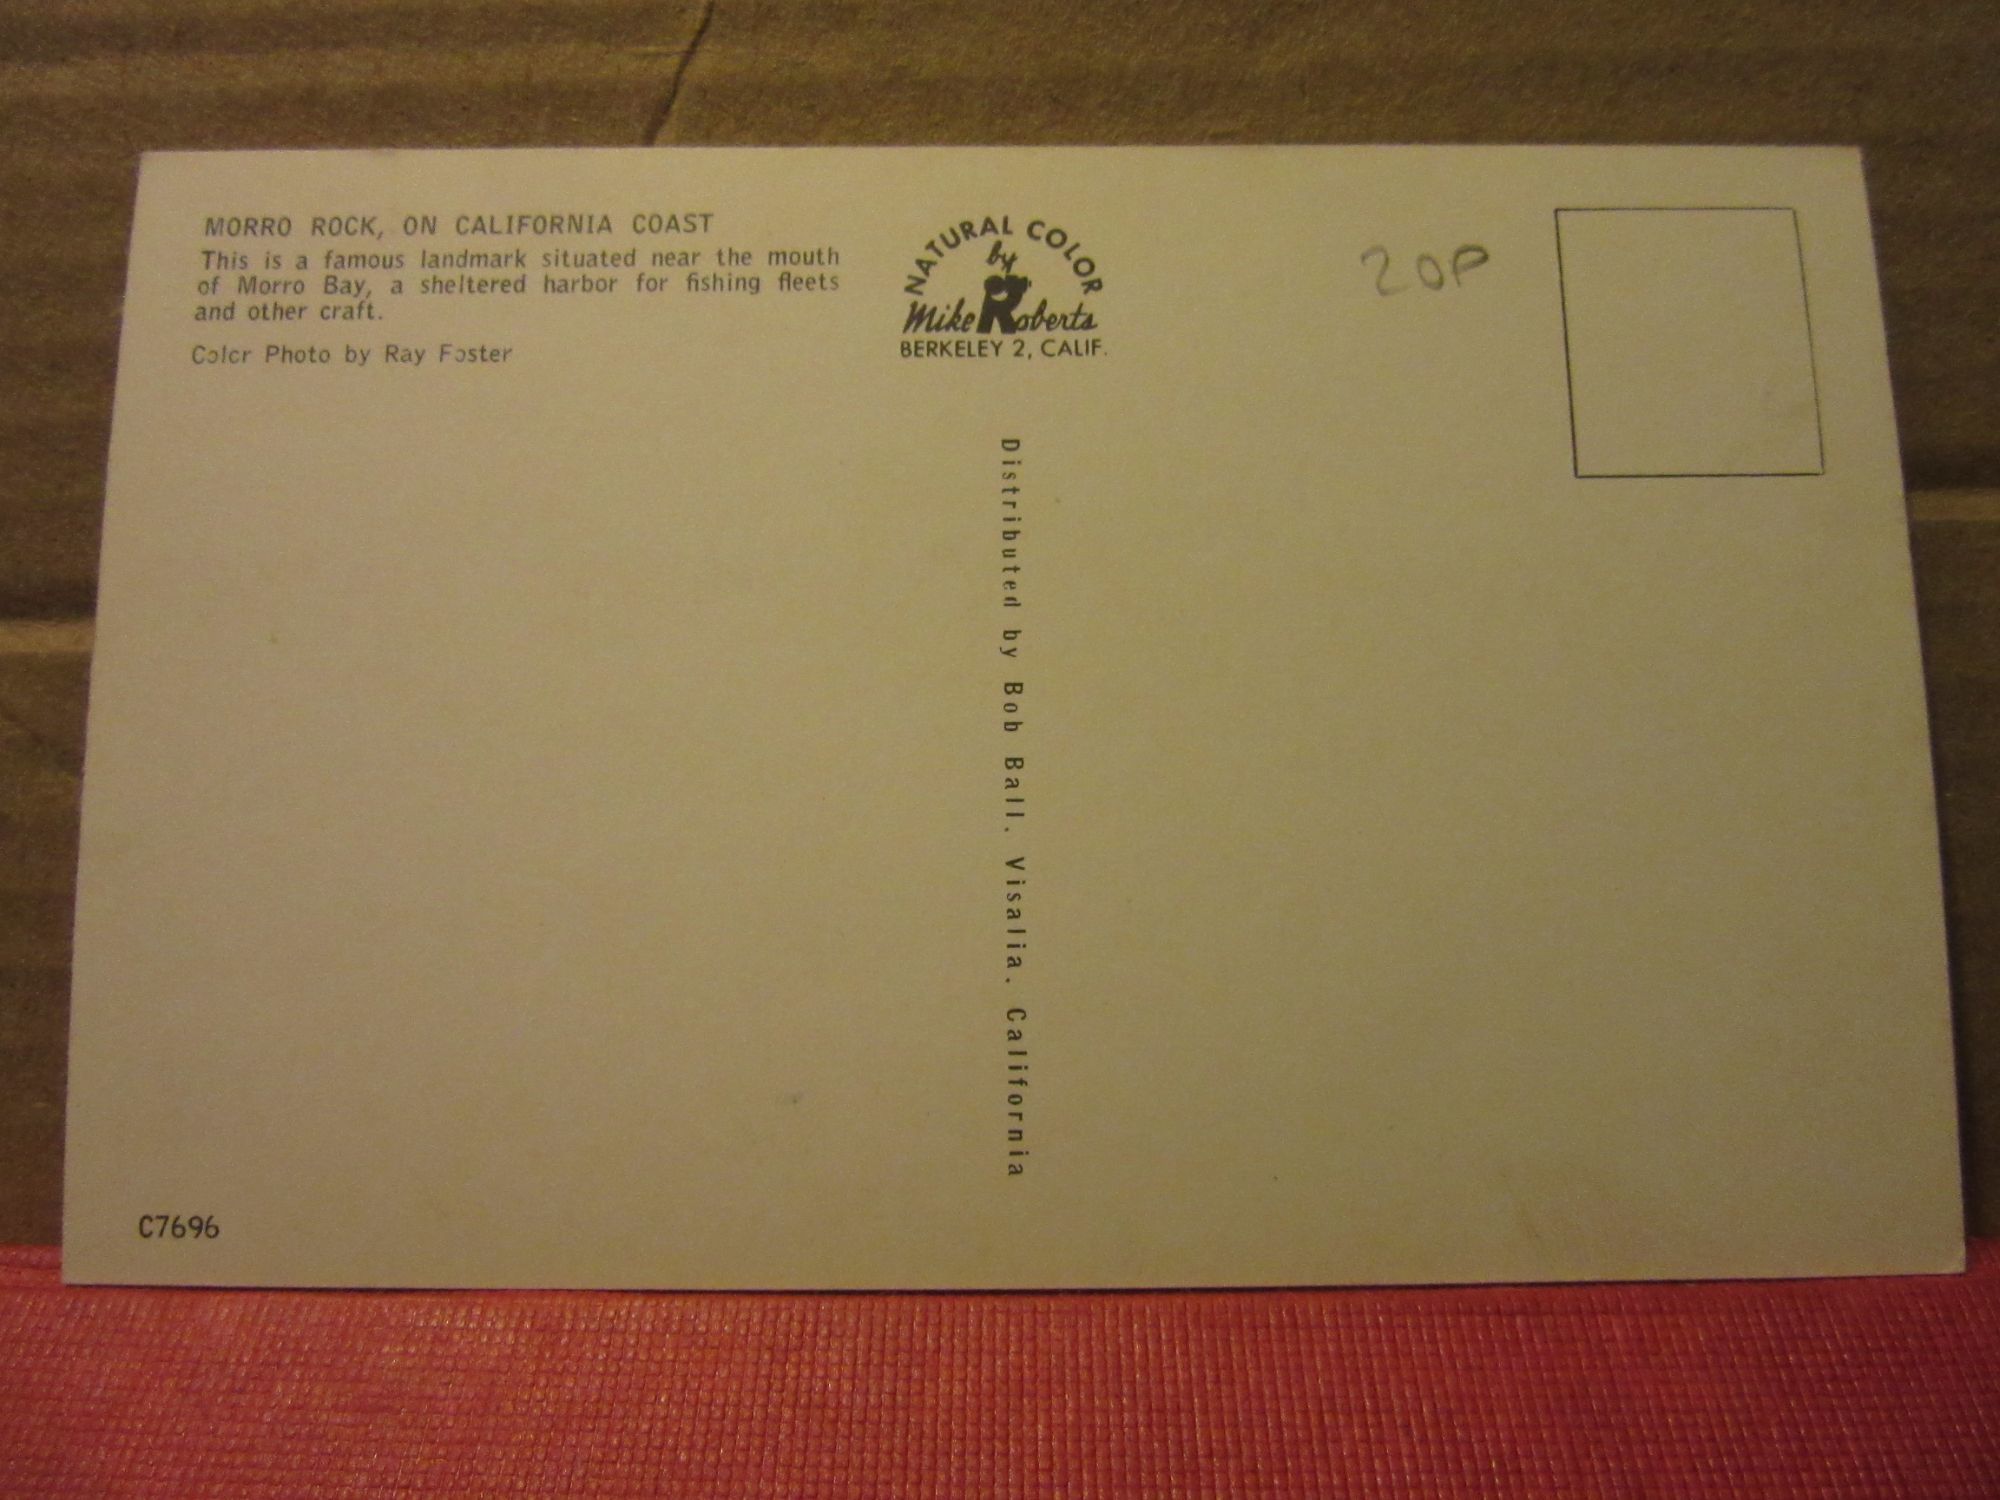 MORRO ROCK, ON CALIFORNIA COAST
This is a famous landmark situated near the mouth
of Morro Bay, a sheltered harbor for fishing fleets
and other craft.
Color Photo by Ray Foster
NATURAL COLOR
by
Mike Roberts
BERKELEY 2, CALIF.
20P
Distributed by Bob Ball, Visalia, California
C7696